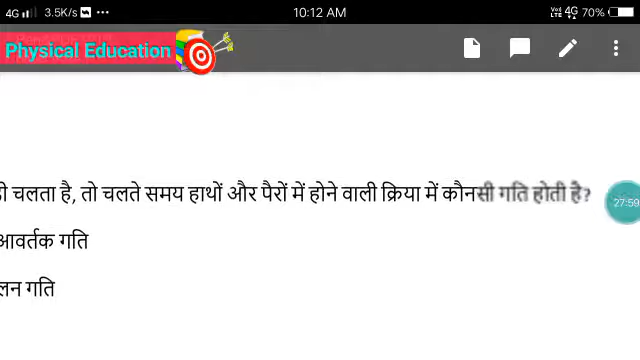 4G 3.5K/s 10:12 AM VoLTE 4G 70%
Physical Education
चलता है, तो चलते समय हाथों और पैरों में होने वाली क्रिया में कौनसी गति होती है?
27:59
आवर्तक गति
गति